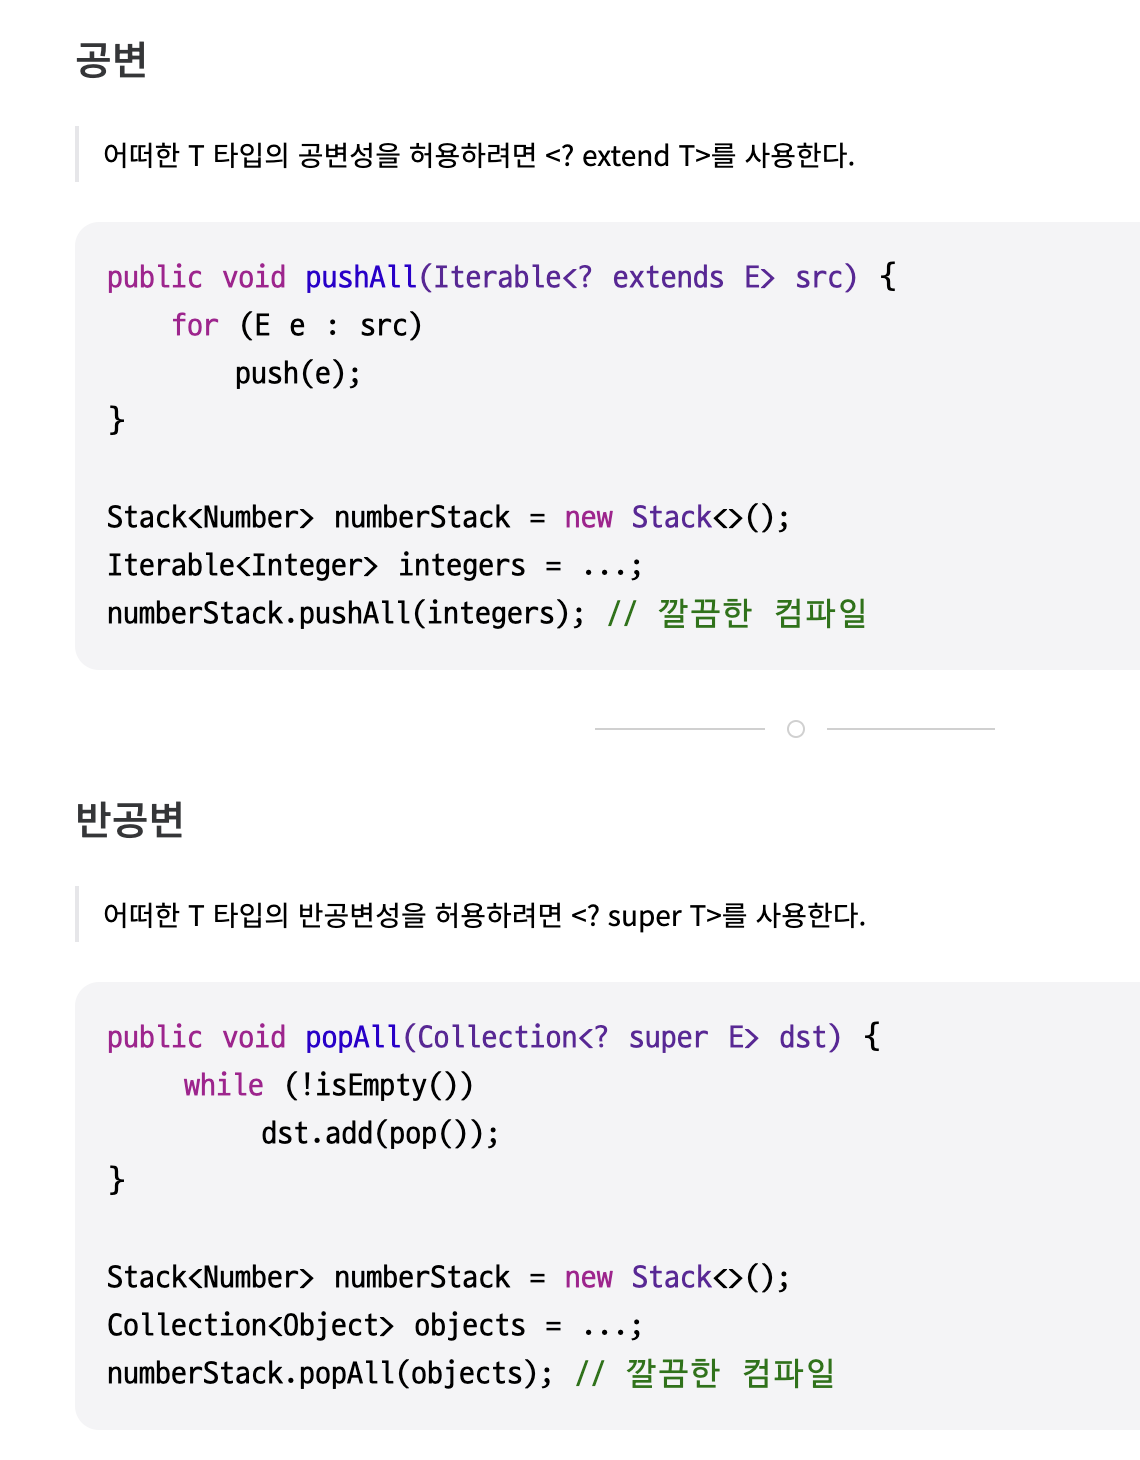 공변
어떠한 T 타입의 공변성을 허용하려면 <? extend T>를 사용한다.
public void pushAll(Iterable<? extends E> src) {
    for (E e : src)
        push(e);
}
Stack<Number> numberStack = new Stack<>();
Iterable<Integer> integers = ...;
numberStack.pushAll(integers); // 깔끔한 컴파일
반공변
어떠한 T 타입의 반공변성을 허용하려면 <? super T>를 사용한다.
public void popAll(Collection<? super E> dst) {
     while (!isEmpty())
          dst.add(pop());
}
Stack<Number> numberStack = new Stack<>();
Collection<Object> objects = ...;
numberStack.popAll(objects); // 깔끔한 컴파일